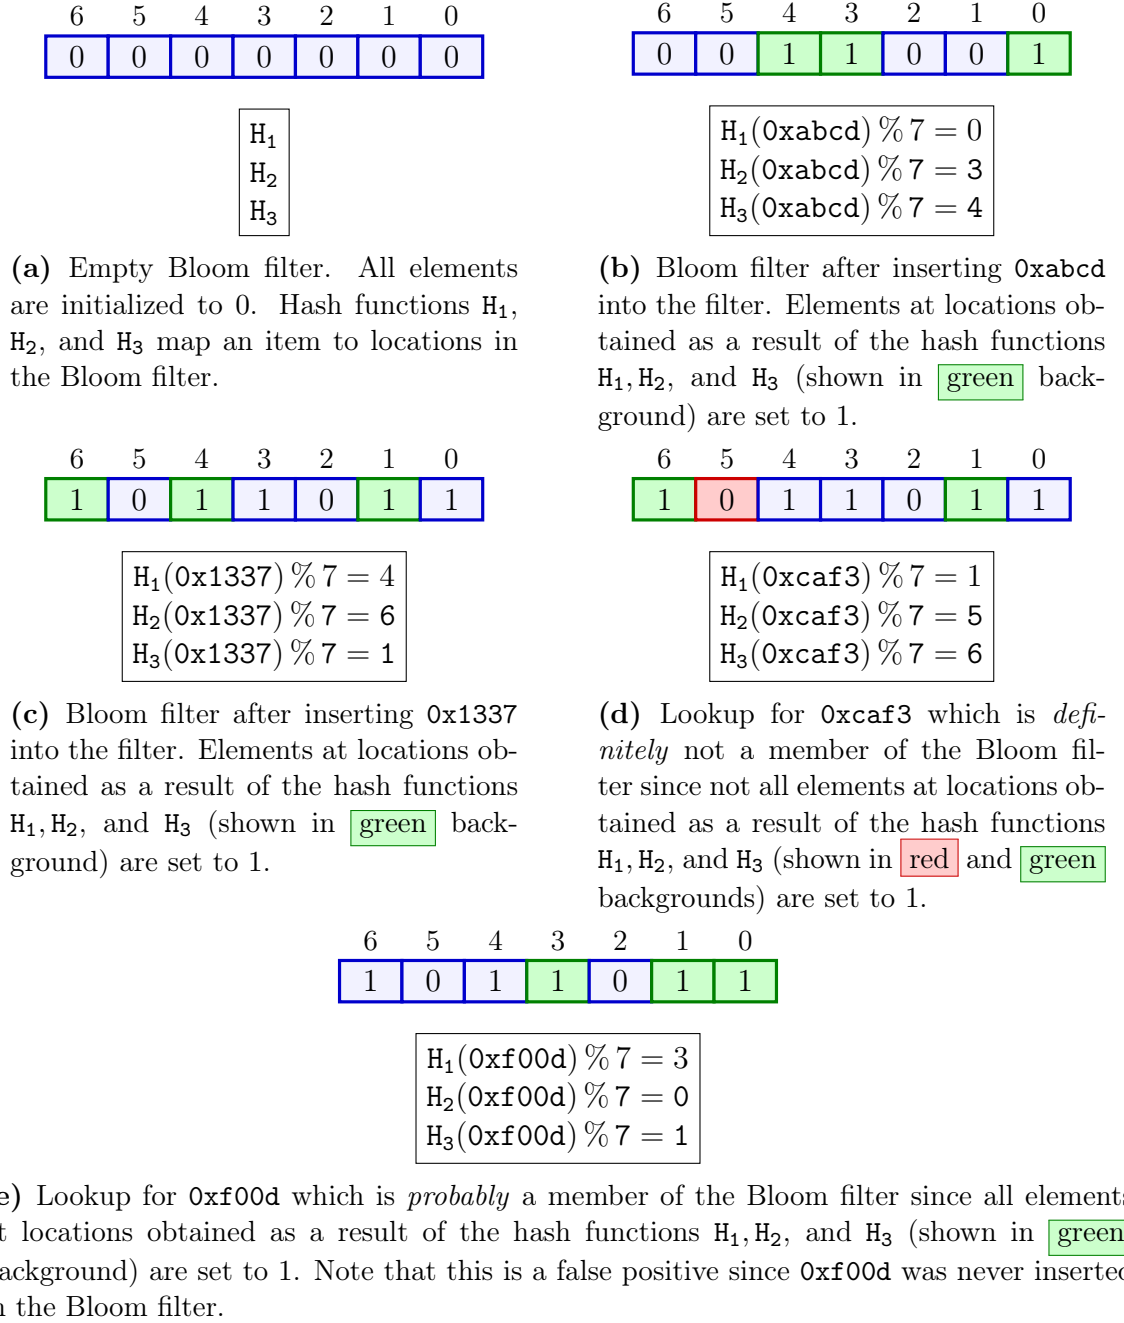 6 5 4 3 2 1 0
0 0 0 0 0 0 0
H₁
H₂
H₃
(a) Empty Bloom filter. All elements
are initialized to 0. Hash functions H₁,
H₂, and H₃ map an item to locations in
the Bloom filter.
6 5 4 3 2 1 0
0 0 1 1 0 0 1
H₁(0xabcd) % 7 = 0
H₂(0xabcd) % 7 = 3
H₃(0xabcd) % 7 = 4
(b) Bloom filter after inserting 0xabcd
into the filter. Elements at locations ob-
tained as a result of the hash functions
H₁, H₂, and H₃ (shown in green back-
ground) are set to 1.
6 5 4 3 2 1 0
1 0 1 1 0 1 1
H₁(0x1337) % 7 = 4
H₂(0x1337) % 7 = 6
H₃(0x1337) % 7 = 1
(c) Bloom filter after inserting 0x1337
into the filter. Elements at locations ob-
tained as a result of the hash functions
H₁, H₂, and H₃ (shown in green back-
ground) are set to 1.
6 5 4 3 2 1 0
1 0 1 1 0 1 1
H₁(0xcaf3) % 7 = 1
H₂(0xcaf3) % 7 = 5
H₃(0xcaf3) % 7 = 6
(d) Lookup for 0xcaf3 which is defi-
nitely not a member of the Bloom fil-
ter since not all elements at locations ob-
tained as a result of the hash functions
H₁, H₂, and H₃ (shown in red and green
backgrounds) are set to 1.
6 5 4 3 2 1 0
1 0 1 1 0 1 1
H₁(0xf00d) % 7 = 3
H₂(0xf00d) % 7 = 0
H₃(0xf00d) % 7 = 1
e) Lookup for 0xf00d which is probably a member of the Bloom filter since all elements
t locations obtained as a result of the hash functions H₁, H₂, and H₃ (shown in green
ackground) are set to 1. Note that this is a false positive since 0xf00d was never inserted
n the Bloom filter.